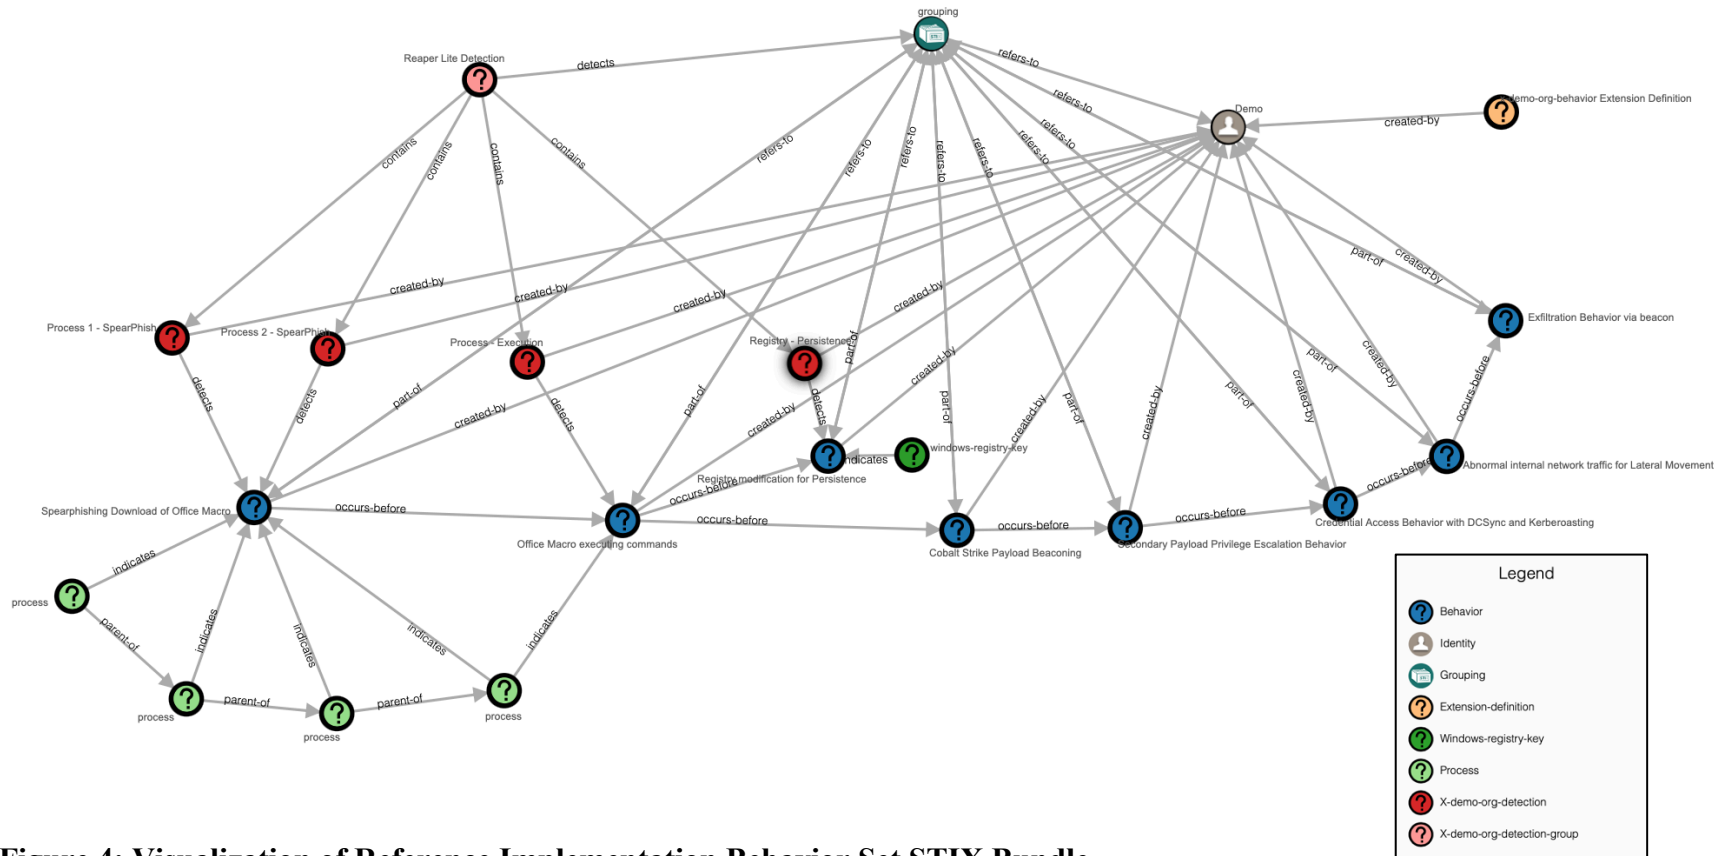 grouping
Reaper Lite Detection
detects
refers-to
refers-to
Demo
demo-org-behavior Extension Definition
created-by
contains
contains
contains
contains
refers-to
refers-to
refers-to
refers-to
refers-to
refers-to
refers-to
part-of
created-by
created-by
created-by
created-by
created-by
Process 1 - SpearPhish
Process 2 - SpearPhish
Process - Execution
Registry - Persistence
part-of
Exfiltration Behavior via beacon
detects
detects
part-of
created-by
detects
part-of
created-by
detects
created-by
part-of
created-by
part-of
created-by
part-of
created-by
part-of
created-by
occurs-before
windows-registry-key
indicates
Registry modification for Persistence
occurs-before
Abnormal internal network traffic for Lateral Movement
occurs-before
Spearphishing Download of Office Macro
occurs-before
occurs-before
occurs-before
occurs-before
Office Macro executing commands
Cobalt Strike Payload Beaconing
Secondary Payload Privilege Escalation Behavior
Credential Access Behavior with DCSync and Kerberoasting
indicates
process
parent-of
indicates
indicates
indicates
indicates
process
parent-of
process
parent-of
process
Legend
Behavior
Identity
Grouping
Extension-definition
Windows-registry-key
Process
X-demo-org-detection
X-demo-org-detection-group
Figure 4: Visualization of Reference Implementation Behavior Set STIX Bundle